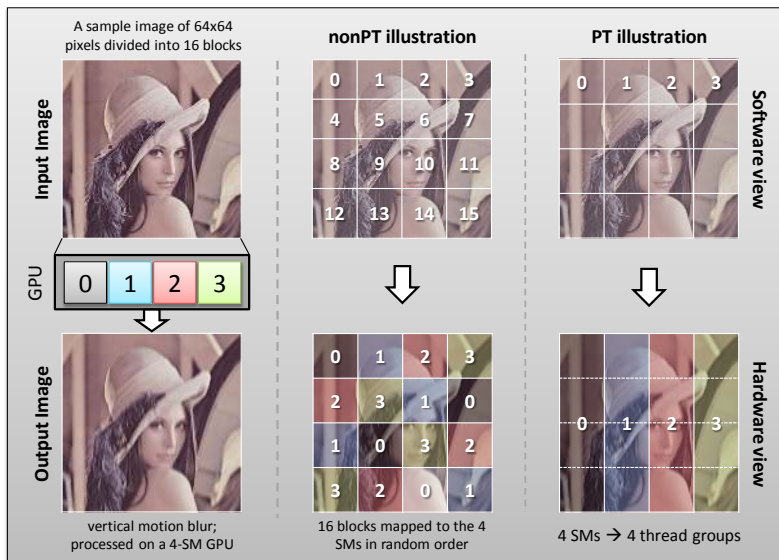 A sample image of 64x64
pixels divided into 16 blocks
Input Image
GPU
0 1 2 3
Output Image
vertical motion blur;
processed on a 4-SM GPU
nonPT illustration
0 1 2 3
4 5 6 7
8 9 10 11
12 13 14 15
0 1 2 3
2 3 1 0
1 0 3 2
3 2 0 1
16 blocks mapped to the 4
SMs in random order
PT illustration
0 1 2 3
Software view
0 1 2 3
Hardware view
4 SMs → 4 thread groups